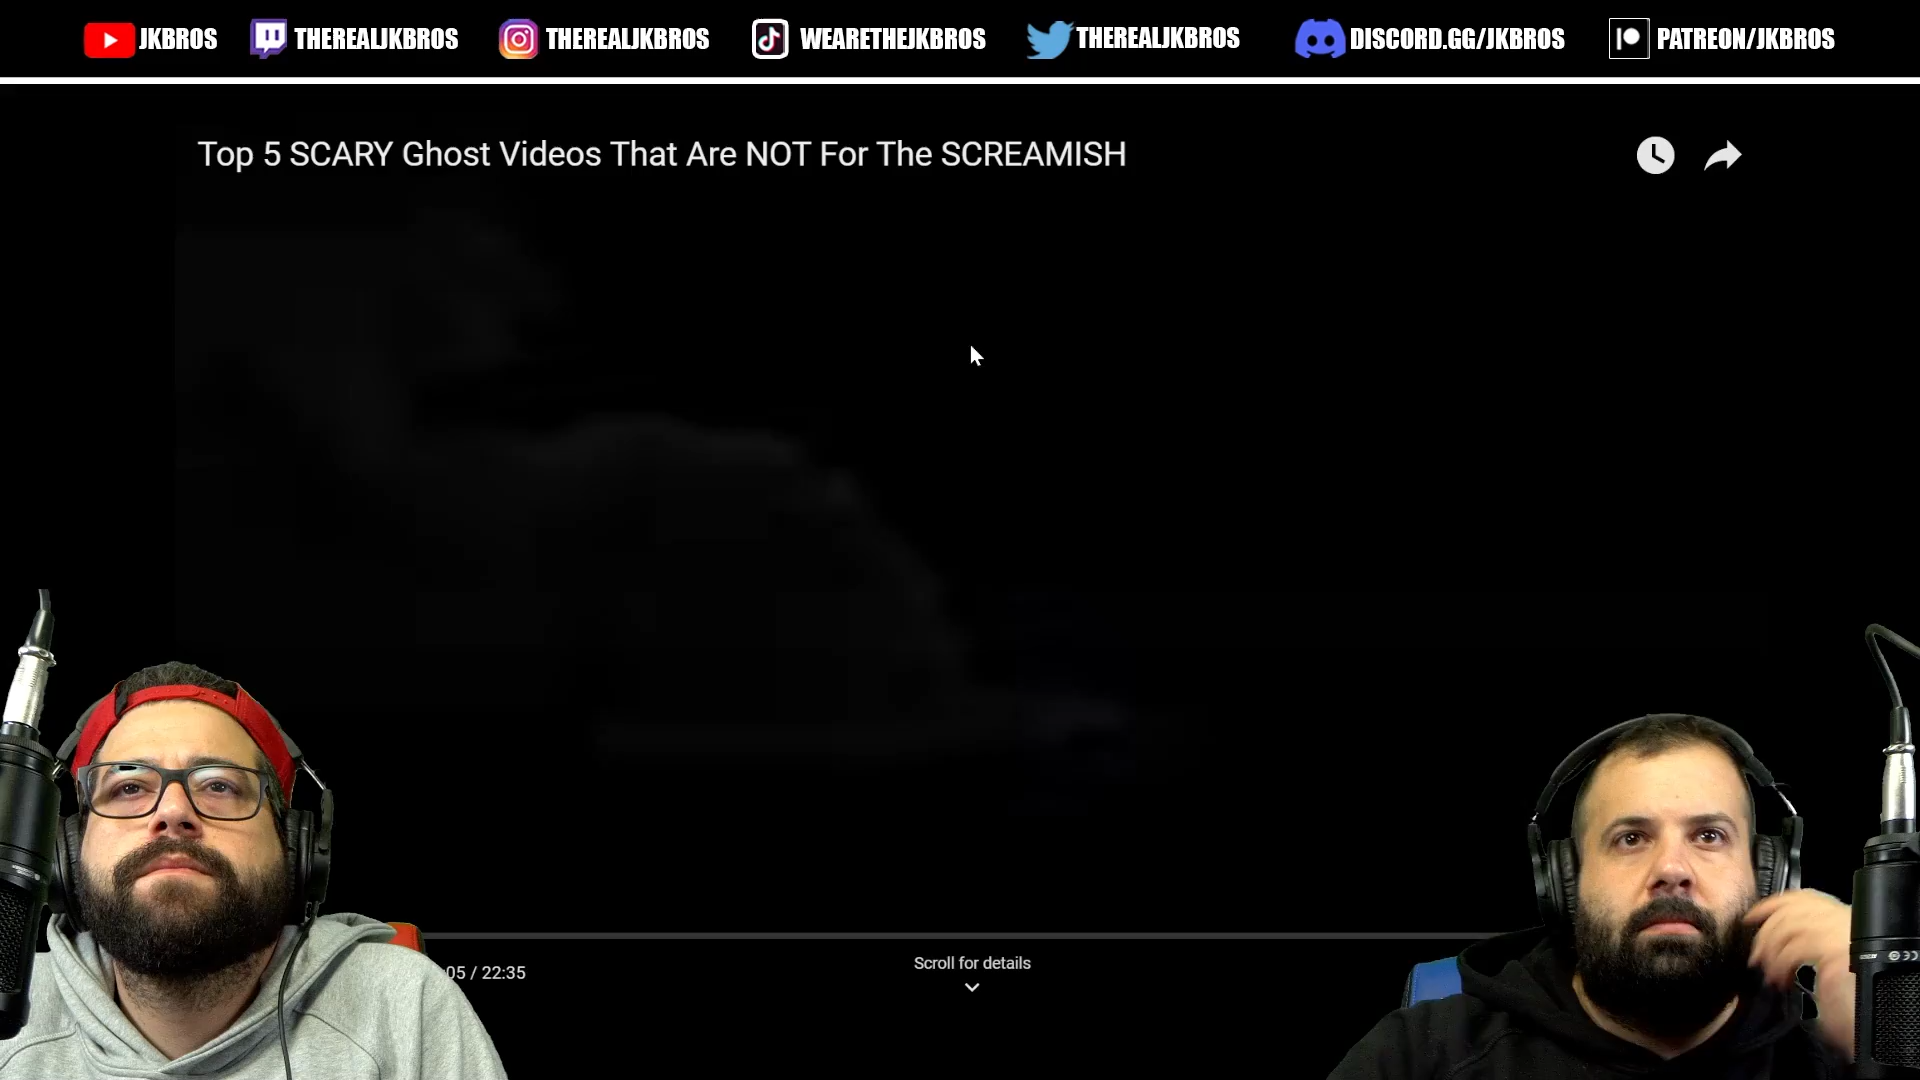 JKBROS THEREALJKBROS THEREALJKBROS WEARETHEJKBROS THEREALJKBROS DISCORD.GG/JKBROS PATREON/JKBROS
Top 5 SCARY Ghost Videos That Are NOT For The SCREAMISH
05 / 22:35
Scroll for details